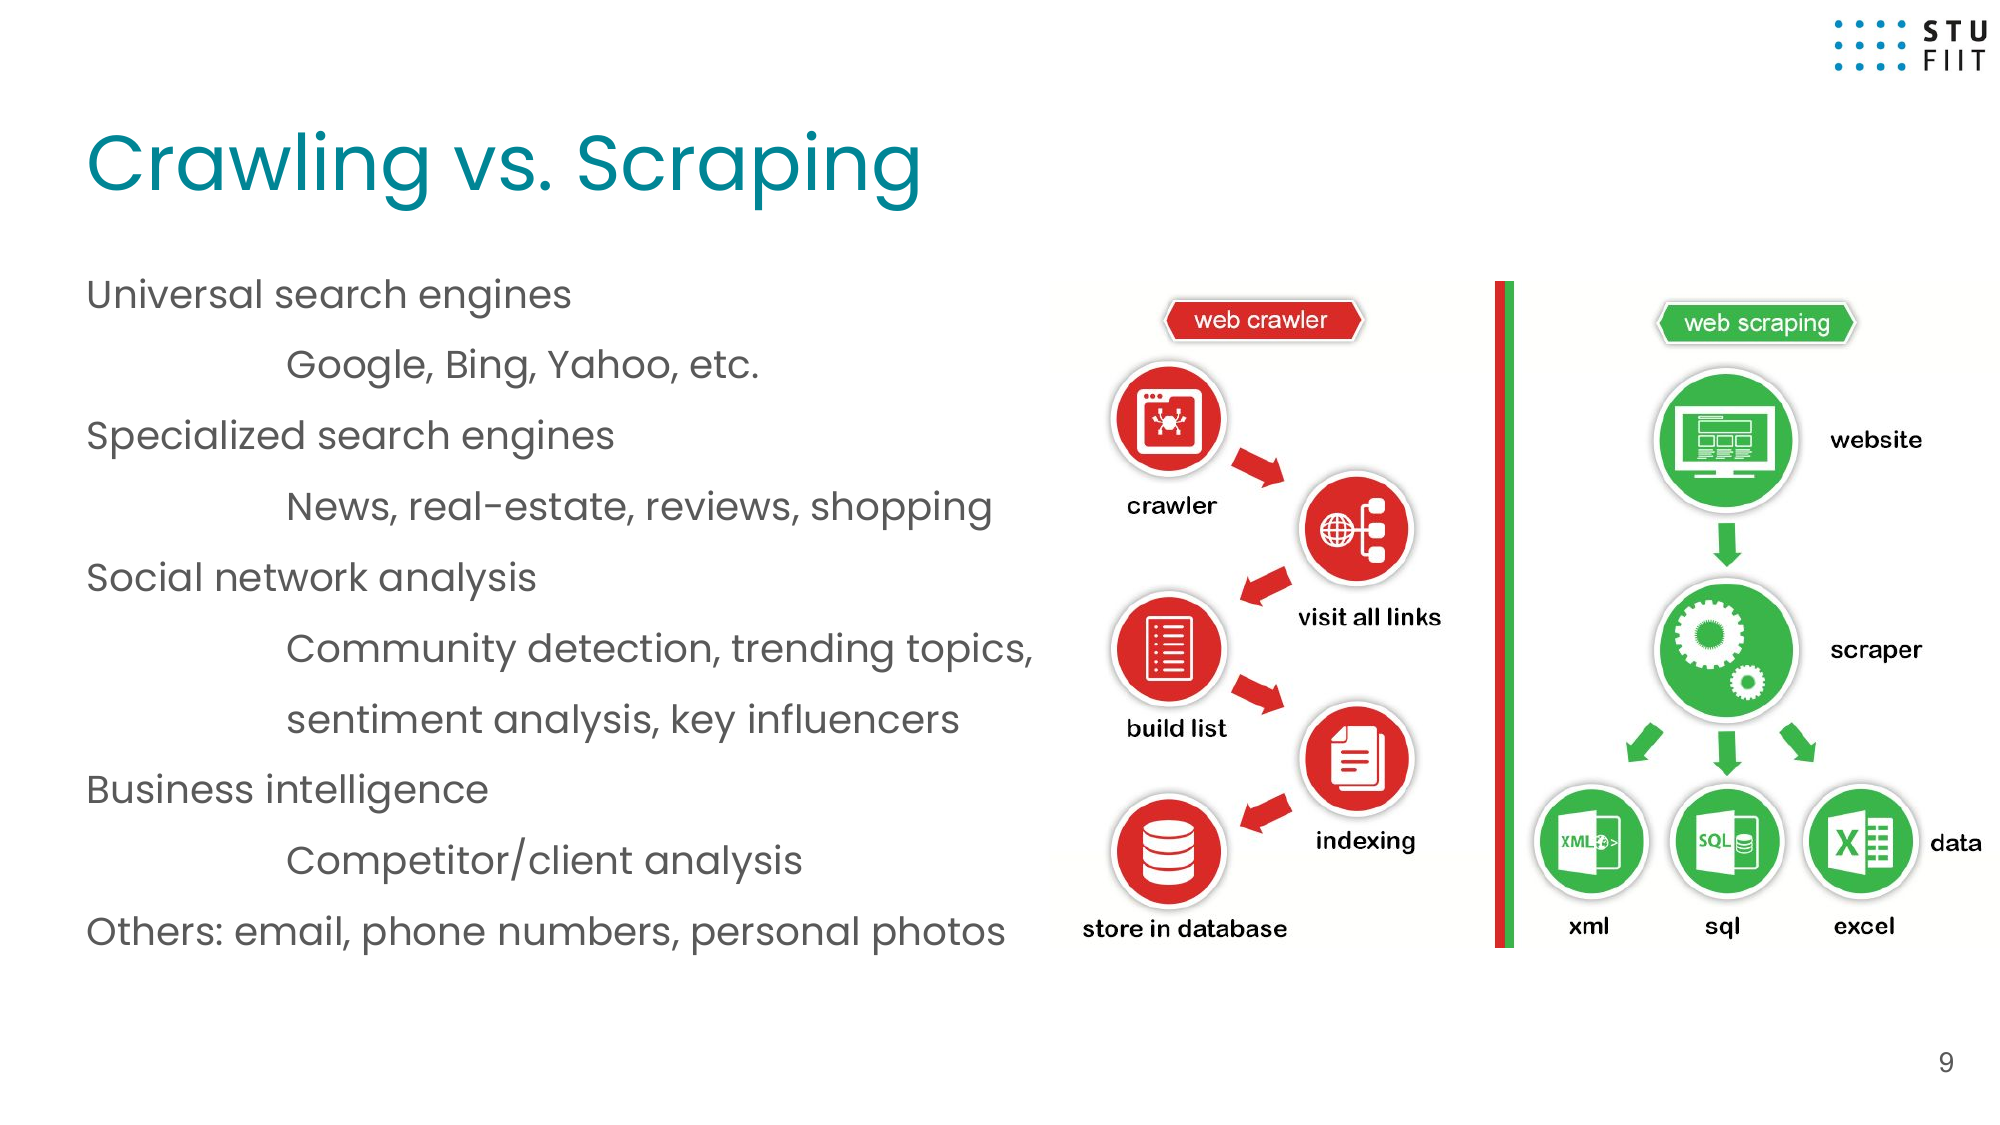 STU
FIIT
Crawling vs. Scraping
Universal search engines
Google, Bing, Yahoo, etc.
Specialized search engines
News, real-estate, reviews, shopping
Social network analysis
Community detection, trending topics,
sentiment analysis, key influencers
Business intelligence
Competitor/client analysis
Others: email, phone numbers, personal photos
web crawler
crawler
visit all links
build list
indexing
store in database
web scraping
website
scraper
XML
SQL
X
data
xml
sql
excel
9